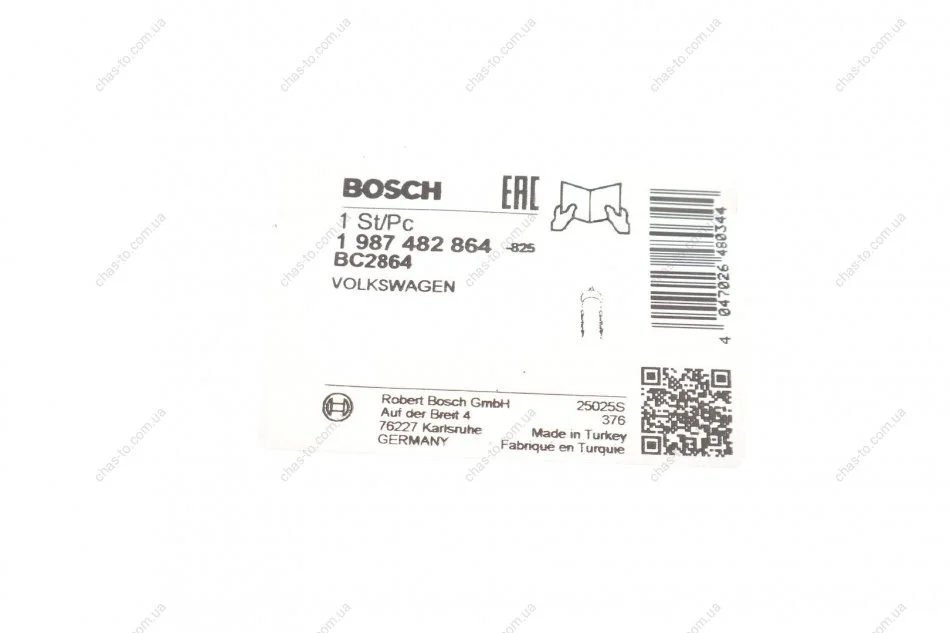 BOSCH
EAC
1 St/Pc
1 987 482 864 -825
BC2864
VOLKSWAGEN
4 047026 480344
Robert Bosch GmbH
Auf der Breit 4
76227 Karlsruhe
GERMANY
25025S
376
Made in Turkey
Fabriqué en Turquie
chas-to.com.ua